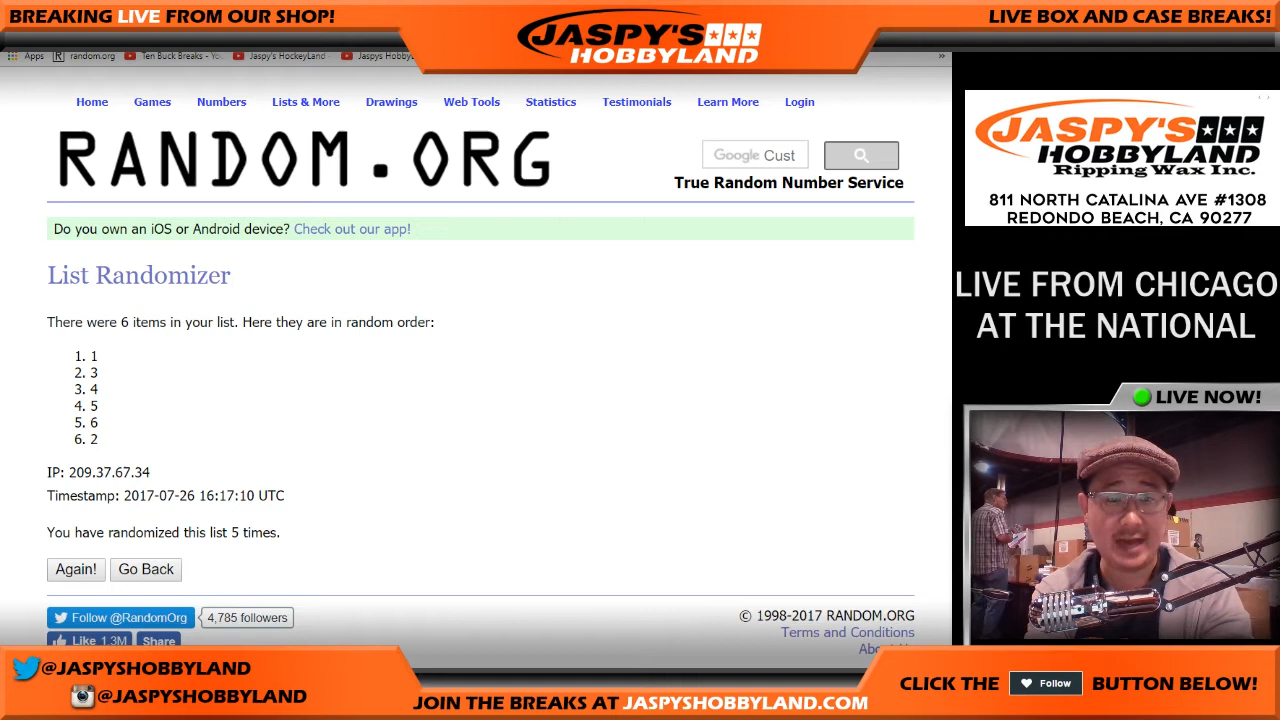 BREAKING LIVE FROM OUR SHOP!
JASPY'S
HOBBYLAND
LIVE BOX AND CASE BREAKS!
Apps random.org Ten Buck Breaks - Jaspy's HockeyLand - Jaspys Hobby »
Home Games Numbers Lists & More Drawings Web Tools Statistics Testimonials Learn More Login
RANDOM.ORG
Google Cust
True Random Number Service
Do you own an iOS or Android device? Check out our app!
List Randomizer
There were 6 items in your list. Here they are in random order:
1. 1
2. 3
3. 4
4. 5
5. 6
6. 2
IP: 209.37.67.34
Timestamp: 2017-07-26 16:17:10 UTC
You have randomized this list 5 times.
Again! Go Back
Follow @RandomOrg 4,785 followers
Like 1.3M Share
© 1998-2017 RANDOM.ORG
Terms and Conditions
JASPY'S
HOBBYLAND
Ripping Wax Inc.
811 NORTH CATALINA AVE #1308
REDONDO BEACH, CA 90277
LIVE FROM CHICAGO
AT THE NATIONAL
LIVE NOW!
@JASPYSHOBBYLAND
@JASPYSHOBBYLAND
JOIN THE BREAKS AT JASPYSHOBBYLAND.COM
CLICK THE Follow BUTTON BELOW!